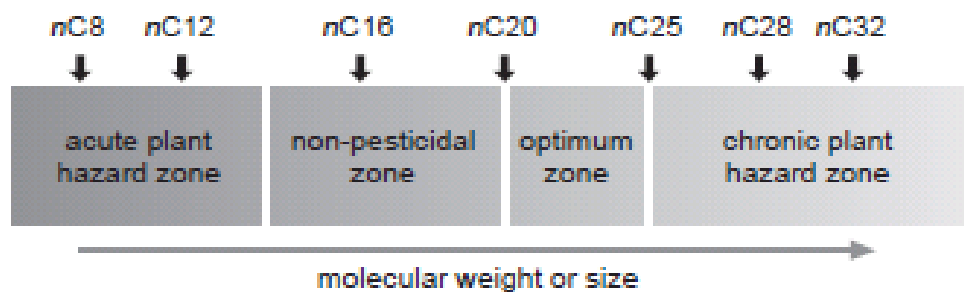 nC8 nC12 nC16 nC20 nC25 nC28 nC32
acute plant non-pesticidal optimum chronic plant
hazard zone zone zone hazard zone
molecular weight or size